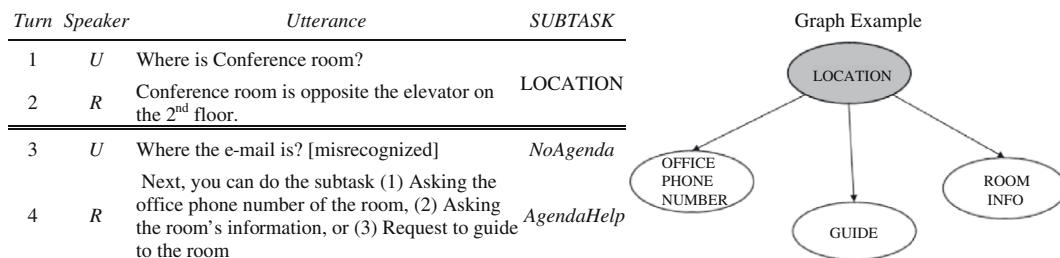 Turn Speaker Utterance SUBTASK
1 U Where is Conference room?
LOCATION
2 R Conference room is opposite the elevator on
the 2nd floor.
3 U Where the e-mail is? [misrecognized] NoAgenda
Next, you can do the subtask (1) Asking the
office phone number of the room, (2) Asking
4 R the room's information, or (3) Request to guide AgendaHelp
to the room
Graph Example
LOCATION
OFFICE
PHONE
NUMBER
GUIDE
ROOM
INFO